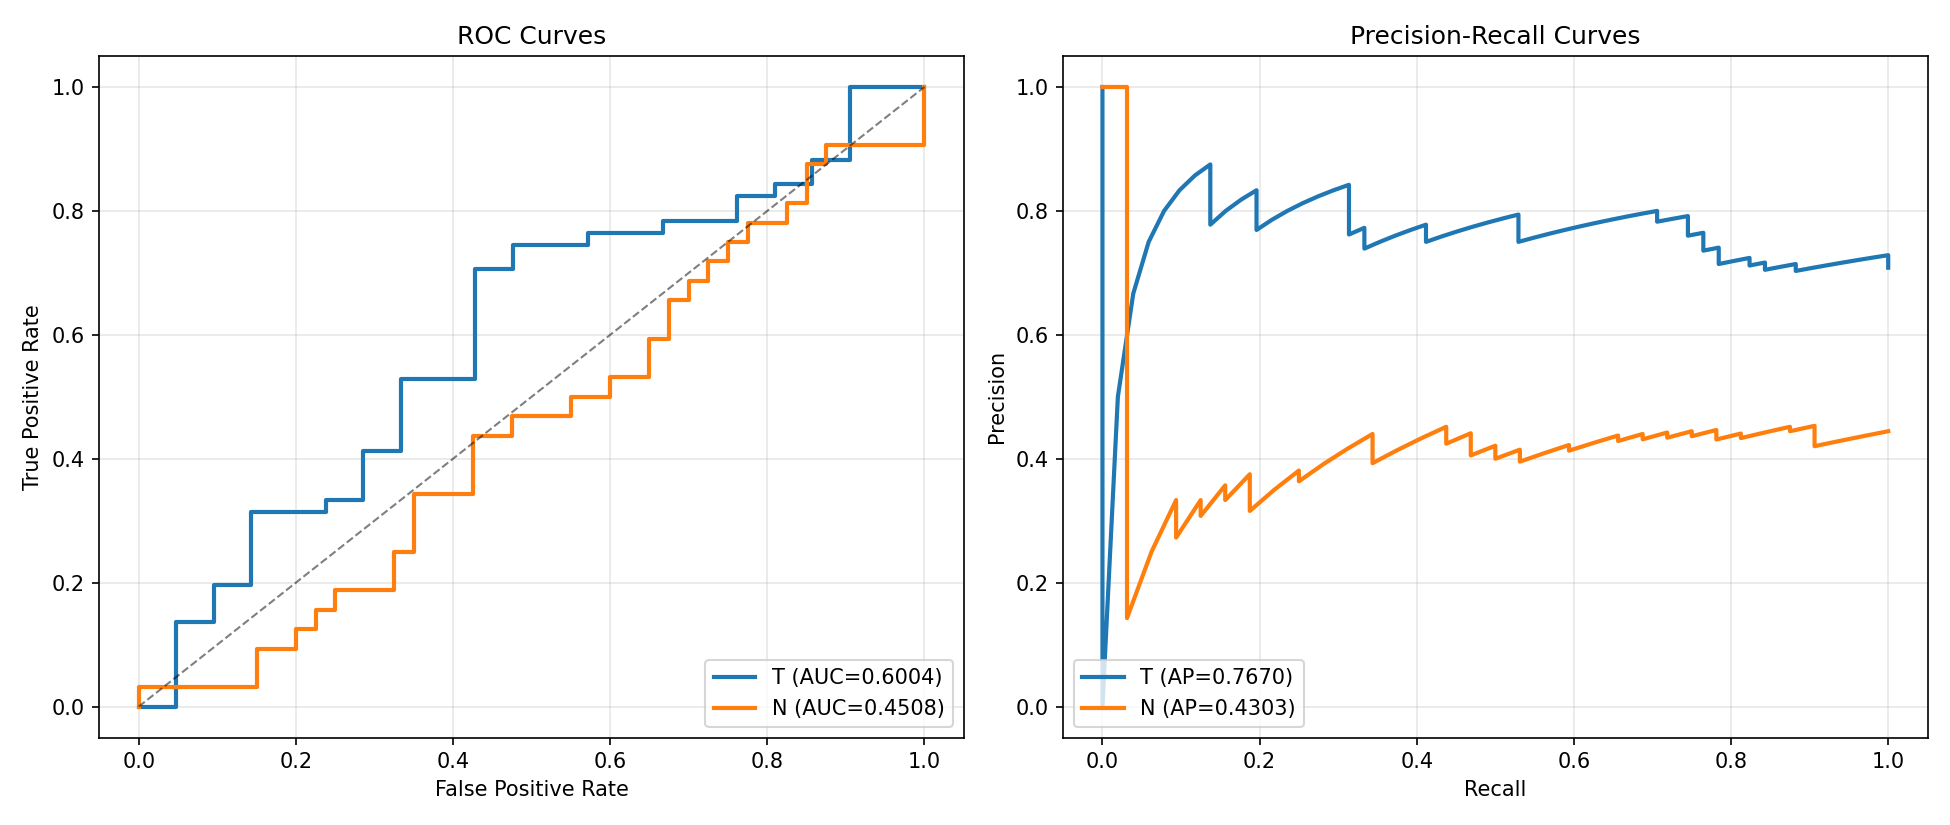 ROC Curves
True Positive Rate
1.0
0.8
0.6
0.4
0.2
0.0
0.0 0.2 0.4 0.6 0.8 1.0
False Positive Rate
T (AUC=0.6004)
N (AUC=0.4508)
Precision-Recall Curves
Precision
1.0
0.8
0.6
0.4
0.2
0.0
0.0 0.2 0.4 0.6 0.8 1.0
Recall
T (AP=0.7670)
N (AP=0.4303)